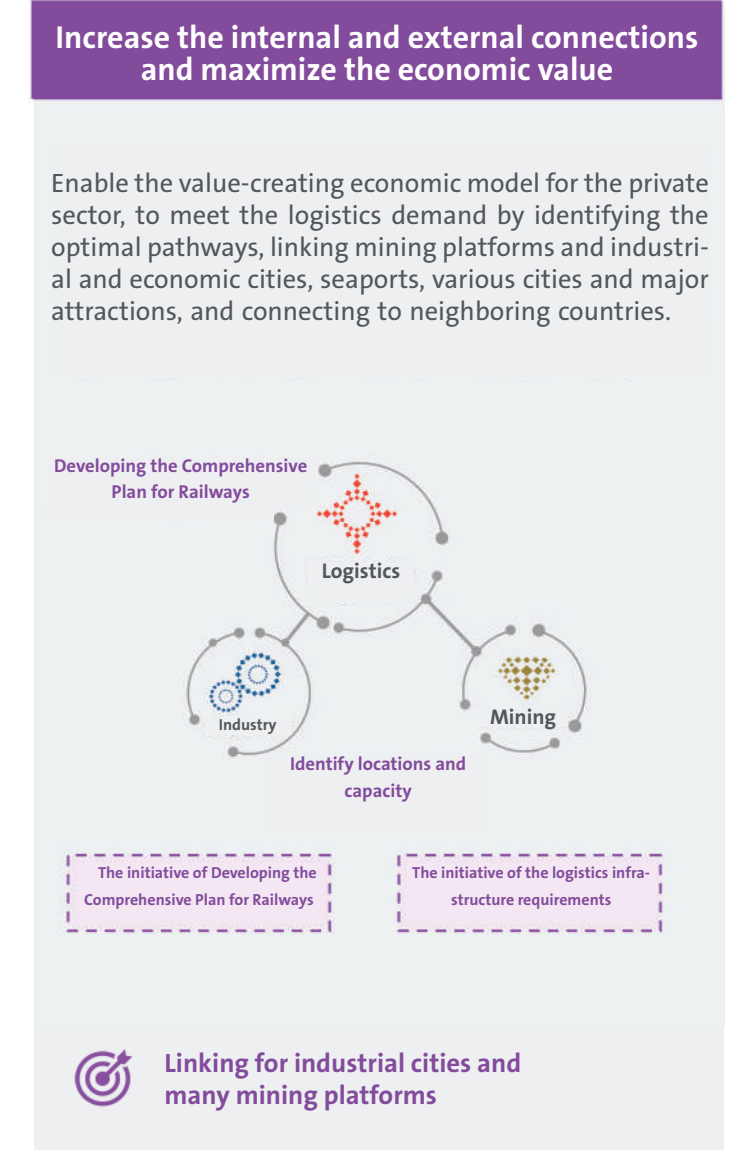 Increase the internal and external connections
and maximize the economic value
Enable the value-creating economic model for the private
sector, to meet the logistics demand by identifying the
optimal pathways, linking mining platforms and industri-
al and economic cities, seaports, various cities and major
attractions, and connecting to neighboring countries.
Developing the Comprehensive
Plan for Railways
Logistics
Industry
Mining
Identify locations and
capacity
The initiative of Developing the
Comprehensive Plan for Railways
The initiative of the logistics infra-
structure requirements
Linking for industrial cities and
many mining platforms